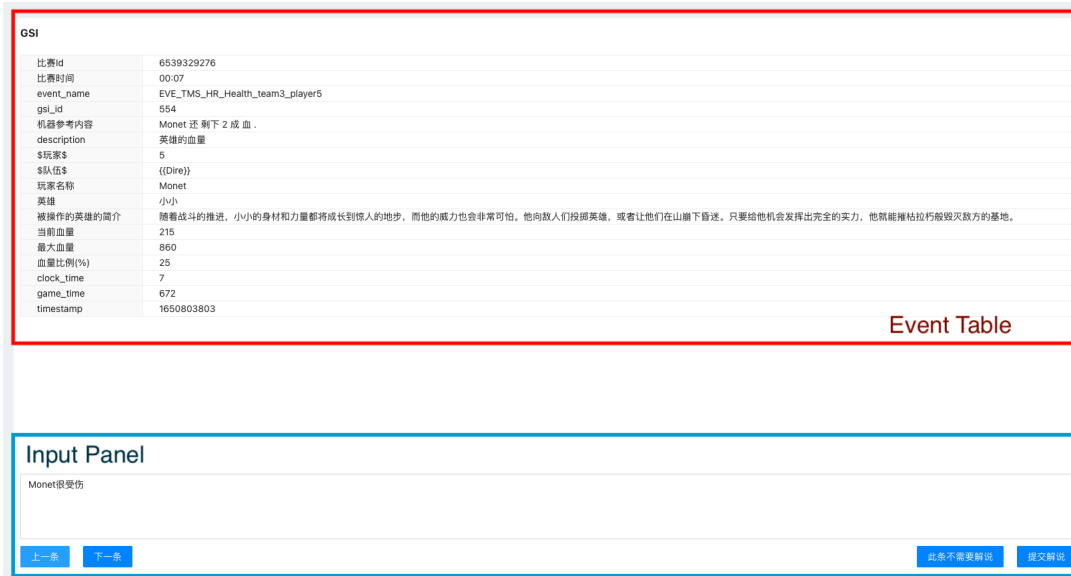 GSI
比赛Id 6539329276
比赛时间 00:07
event_name EVE_TMS_HR_Health_team3_player5
gsi_id 554
机器参考内容 Monet 还 剩下 2 成 血 .
description 英雄的血量
$玩家$ 5
$队伍$ {{Dire}}
玩家名称 Monet
英雄 小小
被操作的英雄的简介 随着战斗的推进，小小的身材和力量都将成长到惊人的地步，而他的威力也会非常可怕。他向敌人们投掷英雄，或者让他们在山崩下昏迷。只要给他机会发挥出完全的实力，他就能摧枯拉朽般毁灭敌方的基地。
当前血量 215
最大血量 860
血量比例(%) 25
clock_time 7
game_time 672
timestamp 1650803803
Event Table
Input Panel
Monet很受伤
上一条 下一条 此条不需要解说 提交解说